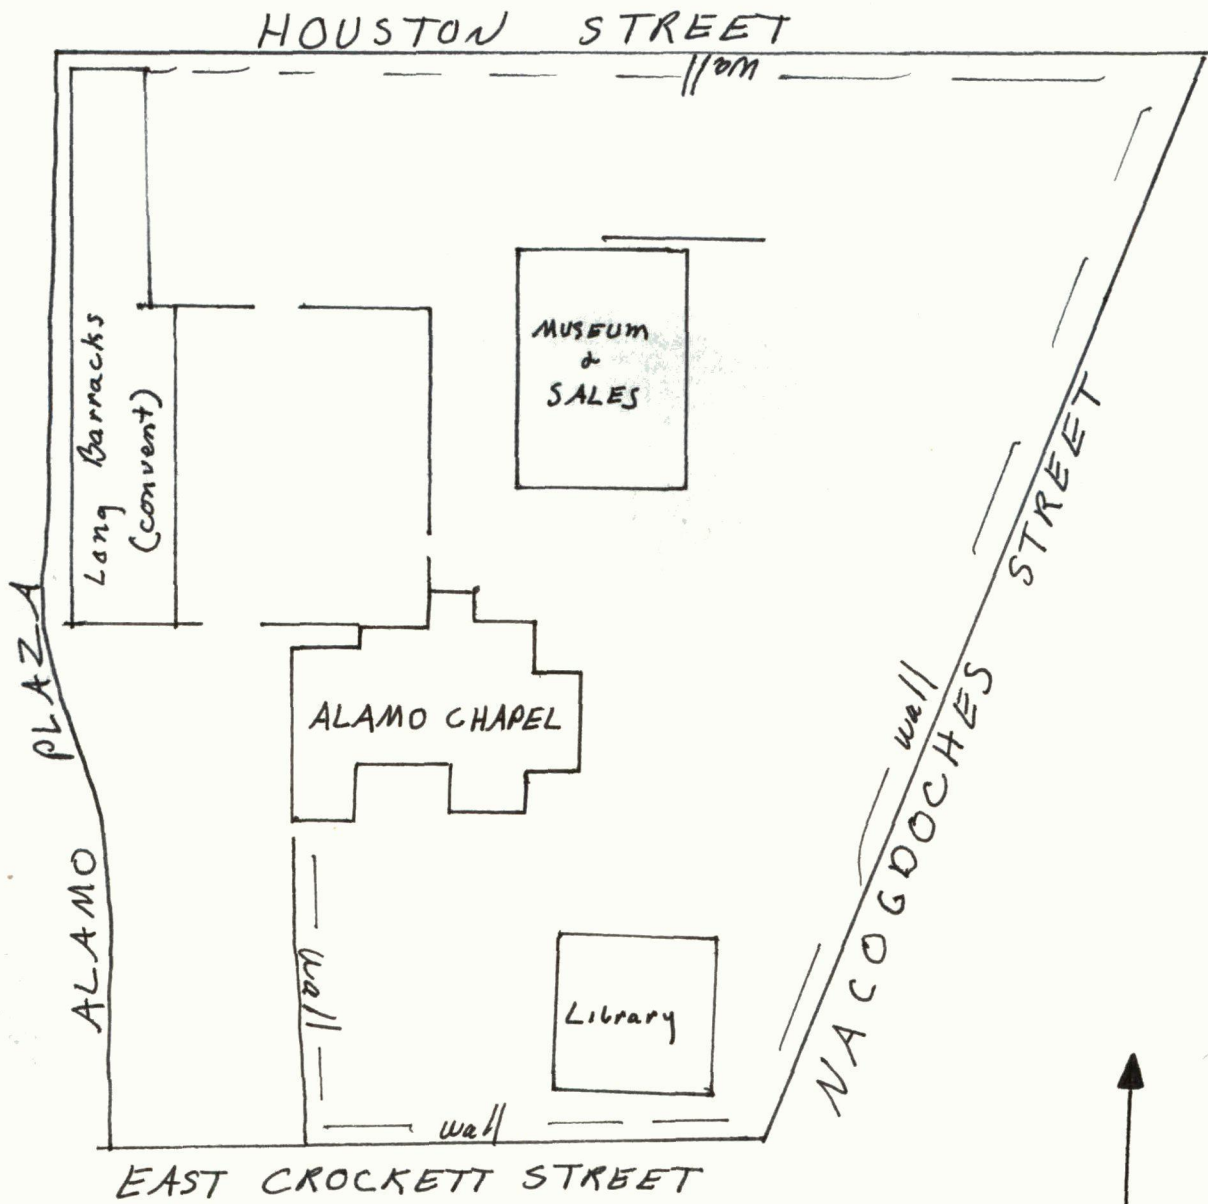 HOUSTON STREET
wall
MUSEUM
&
SALES
Long Barracks
(convent)
STREET
PLAZA
ALAMO CHAPEL
wall
NACOGDOCHES
ALAMO
wall
Library
wall
EAST CROCKETT STREET